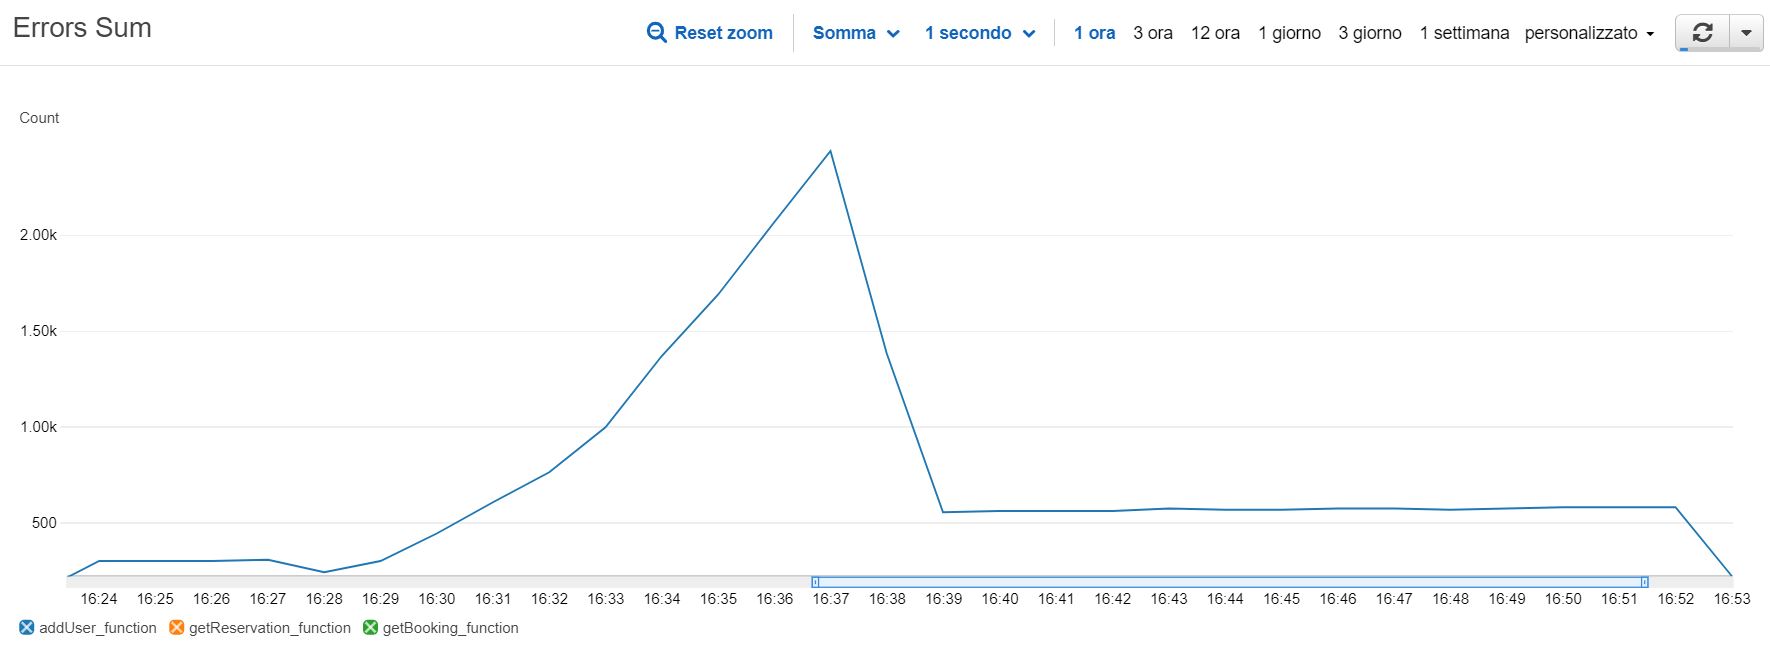 Errors Sum
Reset zoom Somma 1 secondo 1 ora 3 ora 12 ora 1 giorno 3 giorno 1 settimana personalizzato
Count
2.00k
1.50k
1.00k
500
16:24 16:25 16:26 16:27 16:28 16:29 16:30 16:31 16:32 16:33 16:34 16:35 16:36 16:37 16:38 16:39 16:40 16:41 16:42 16:43 16:44 16:45 16:46 16:47 16:48 16:49 16:50 16:51 16:52 16:53
addUser_function getReservation_function getBooking_function